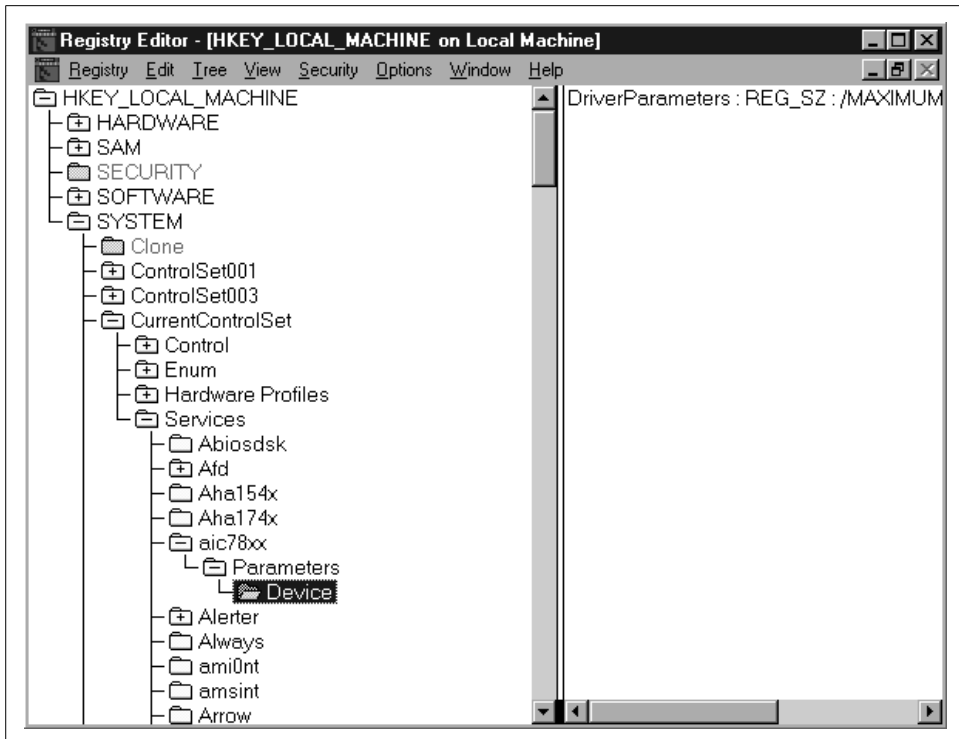 Registry Editor - [HKEY_LOCAL_MACHINE on Local Machine]
Registry Edit Tree View Security Options Window Help
HKEY_LOCAL_MACHINE
HARDWARE
SAM
SECURITY
SOFTWARE
SYSTEM
Clone
ControlSet001
ControlSet003
CurrentControlSet
Control
Enum
Hardware Profiles
Services
Abiosdsk
Afd
Aha154x
Aha174x
aic78xx
Parameters
Device
Alerter
Always
ami0nt
amsint
Arrow
DriverParameters : REG_SZ : /MAXIMUM